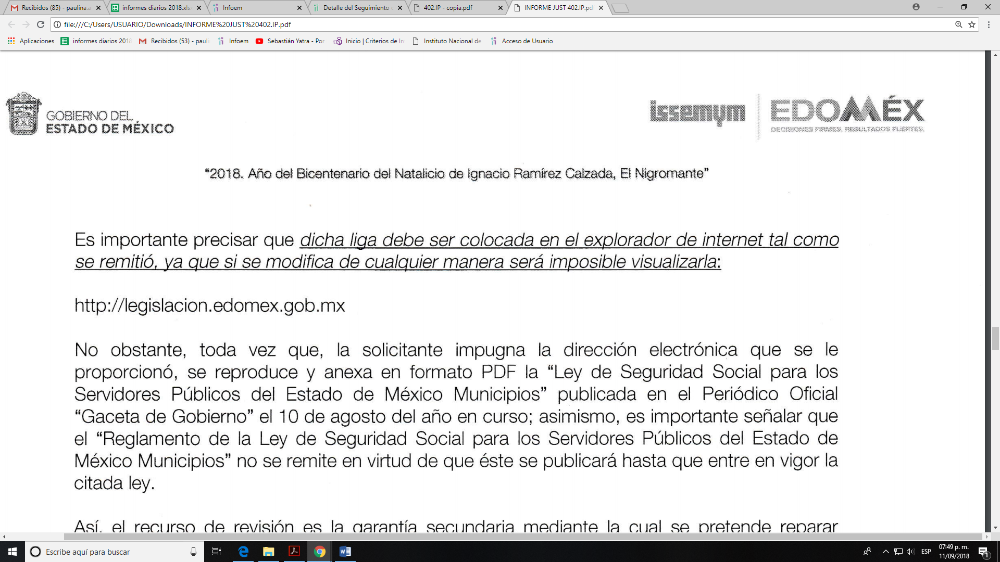 Recibidos (85) - paulina.a
informes diarios 2018.xls
Infoem
Detalle del Seguimiento
402.IP - copia.pdf
INFORME JUST 402.IP.pd
file:///C:/Users/USUARIO/Downloads/INFORME%20JUST%20402.IP.pdf
Aplicaciones
informes diarios 2018
Recibidos (53) - pauli
Infoem
Sebastián Yatra - Por
Inicio | Criterios de In
Instituto Nacional de
Acceso de Usuario
GOBIERNO DEL
ESTADO DE MÉXICO
issemym
EDOMÉX
DECISIONES FIRMES, RESULTADOS FUERTES.
“2018. Año del Bicentenario del Natalicio de Ignacio Ramírez Calzada, El Nigromante”
Es importante precisar que dicha liga debe ser colocada en el explorador de internet tal como
se remitió, ya que si se modifica de cualquier manera será imposible visualizarla:
http://legislacion.edomex.gob.mx
No obstante, toda vez que, la solicitante impugna la dirección electrónica que se le
proporcionó, se reproduce y anexa en formato PDF la “Ley de Seguridad Social para los
Servidores Públicos del Estado de México Municipios” publicada en el Periódico Oficial
“Gaceta de Gobierno” el 10 de agosto del año en curso; asimismo, es importante señalar que
el “Reglamento de la Ley de Seguridad Social para los Servidores Públicos del Estado de
México Municipios” no se remite en virtud de que éste se publicará hasta que entre en vigor la
citada ley.
Así, el recurso de revisión es la garantía secundaria mediante la cual se pretende reparar
Escribe aquí para buscar
ESP
07:49 p. m.
11/09/2018
1